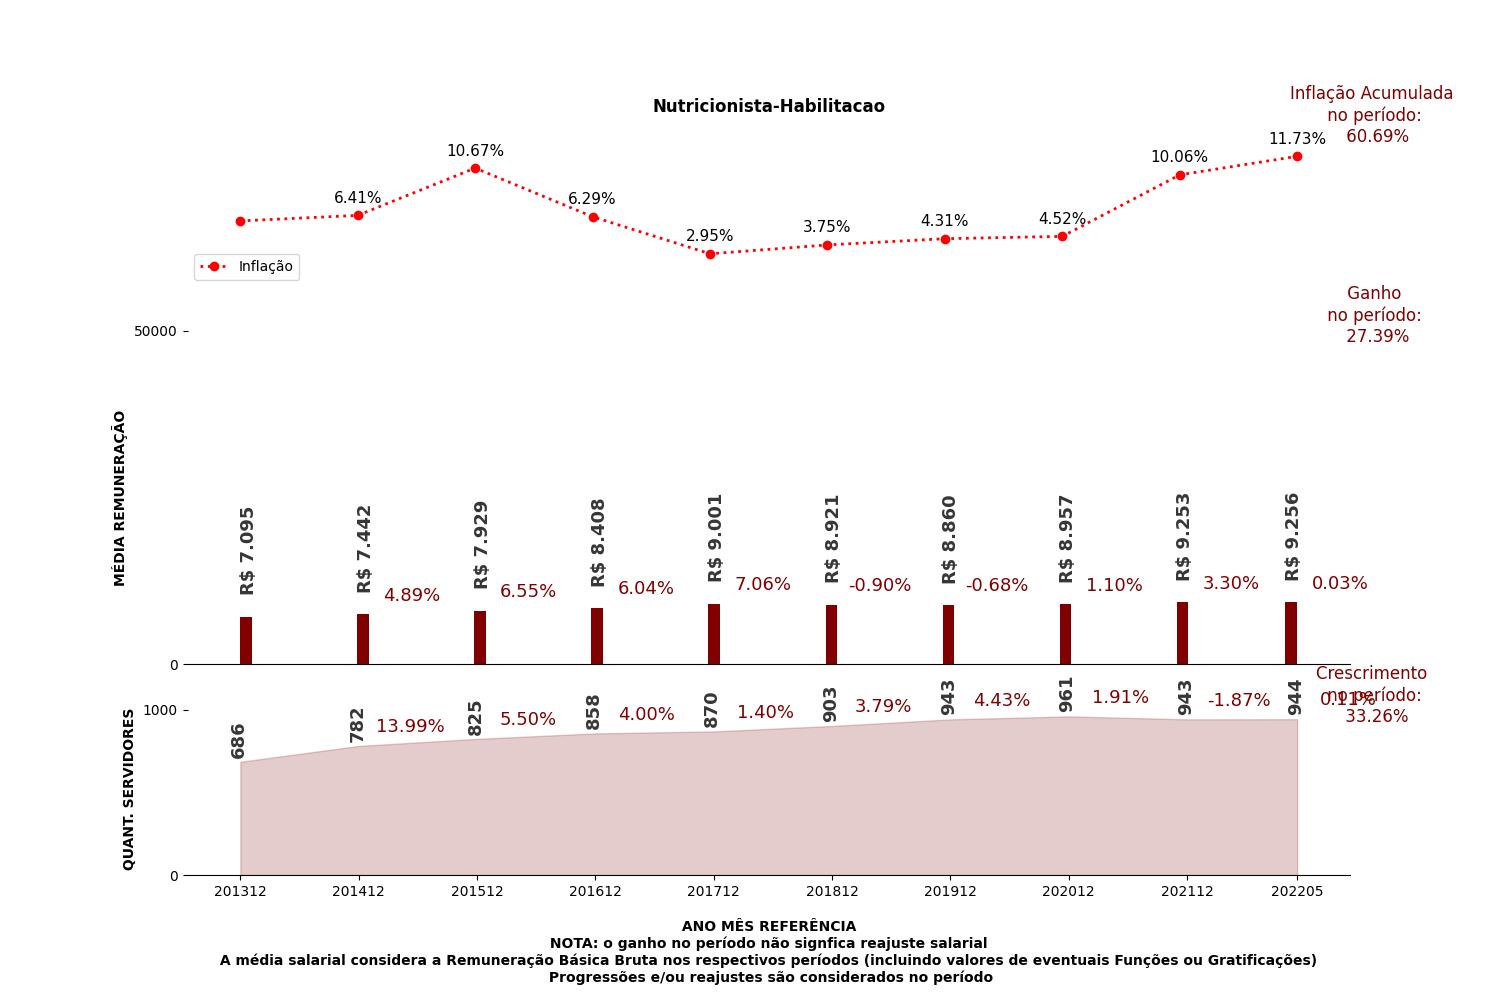 Nutricionista-Habilitacao
Inflação Acumulada
no período:
60.69%
6.41%
10.67%
6.29%
2.95%
3.75%
4.31%
4.52%
10.06%
11.73%
Inflação
Ganho
no período:
27.39%
50000
0
MÉDIA REMUNERAÇÃO
R$ 7.095
R$ 7.442
R$ 7.929
R$ 8.408
R$ 9.001
R$ 8.921
R$ 8.860
R$ 8.957
R$ 9.253
R$ 9.256
4.89%
6.55%
6.04%
7.06%
-0.90%
-0.68%
1.10%
3.30%
0.03%
Crescrimento
no período:
33.26%
1000
0
QUANT. SERVIDORES
686
782
825
858
870
903
943
961
943
944
13.99%
5.50%
4.00%
1.40%
3.79%
4.43%
1.91%
-1.87%
0.11%
201312
201412
201512
201612
201712
201812
201912
202012
202112
202205
ANO MÊS REFERÊNCIA
NOTA: o ganho no período não signfica reajuste salarial
A média salarial considera a Remuneração Básica Bruta nos respectivos períodos (incluindo valores de eventuais Funções ou Gratificações)
Progressões e/ou reajustes são considerados no período